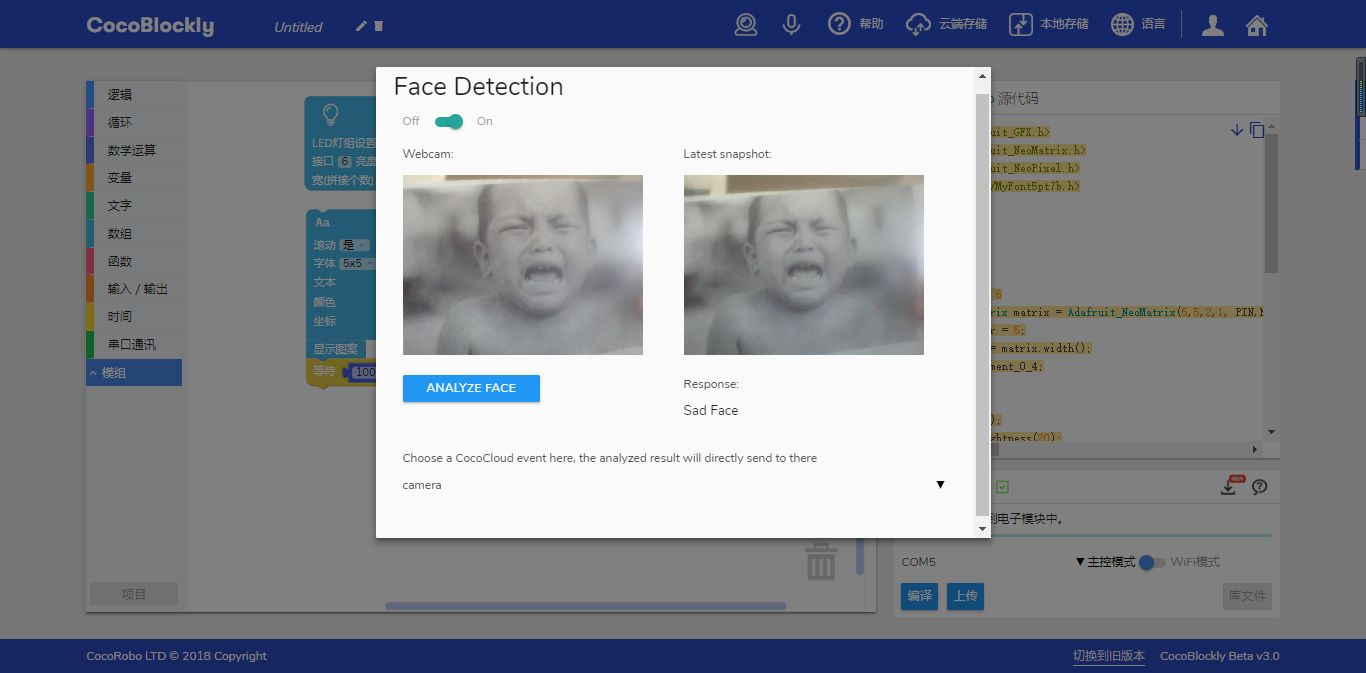 CocoBlockly
Untitled
帮助
云端存储
本地存储
语言
逻辑
循环
数学运算
变量
文字
数组
函数
输入 / 输出
时间
串口通讯
模组
项目
LED灯组设置
接口 6 亮度
宽(拼接个数)
Aa
滚动 是
字体 5x5
文本
颜色
坐标
显示图案
等待 100
Face Detection
Off On
Webcam:
Latest snapshot:
ANALYZE FACE
Response:
Sad Face
Choose a CocoCloud event here, the analyzed result will directly send to there
camera
源代码
uit_GFX.h>
uit_NeoMatrix.h>
uit_NeoPixel.h>
/MyFont5pt7b.h>
6
rix matrix = Adafruit_NeoMatrix(5,5,2,1, PIN,
r = 5;
= matrix.width();
ment_0_4;
);
ghtness(20);
NEW
到电子模块中。
COM5
主控模式
WiFi模式
编译
上传
库文件
CocoRobo LTD © 2018 Copyright
切换到旧版本
CocoBlockly Beta v3.0